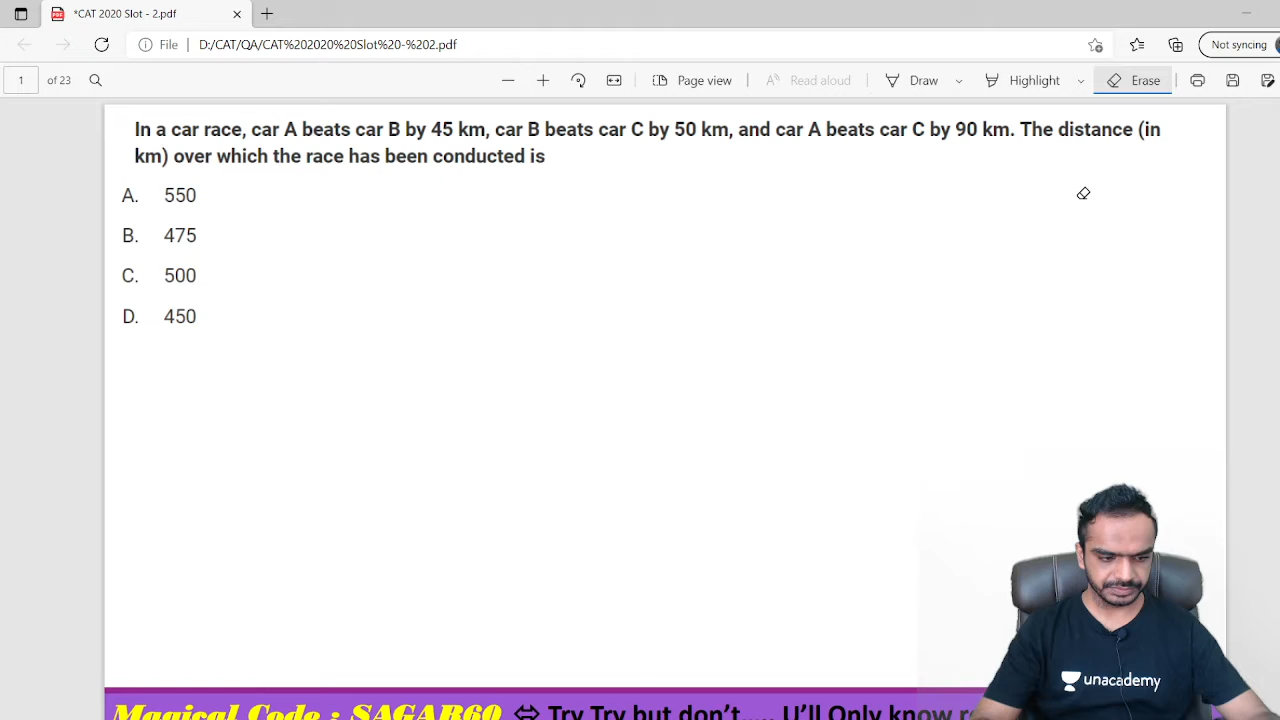 *CAT 2020 Slot - 2.pdf
File D:/CAT/QA/CAT%202020%20Slot%20-%202.pdf
Not syncing
1 of 23
Page view
Read aloud
Draw
Highlight
Erase
In a car race, car A beats car B by 45 km, car B beats car C by 50 km, and car A beats car C by 90 km. The distance (in
km) over which the race has been conducted is
A. 550
B. 475
C. 500
D. 450
unacademy
Magical Code : SAGAR60 ⇔ Try Try but don't..... U'll Only know